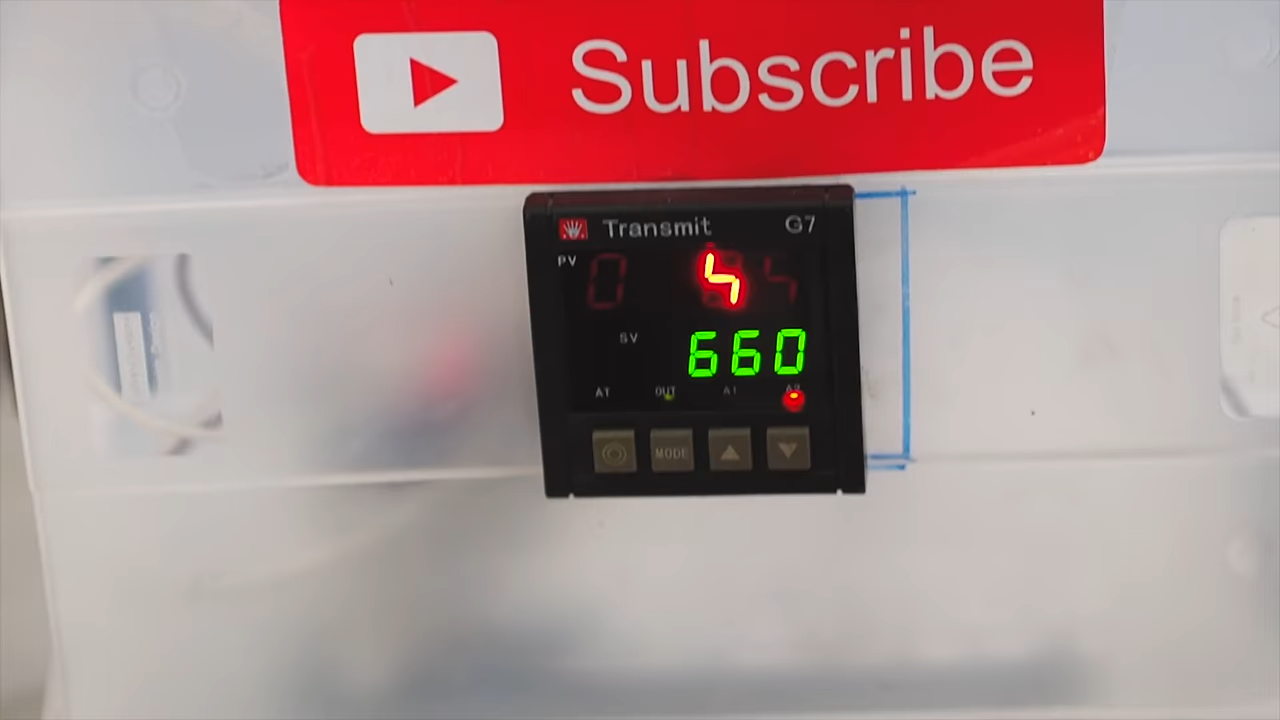 Subscribe
Transmit G7
PV
SV
660
AT OUT A1 A2
MODE